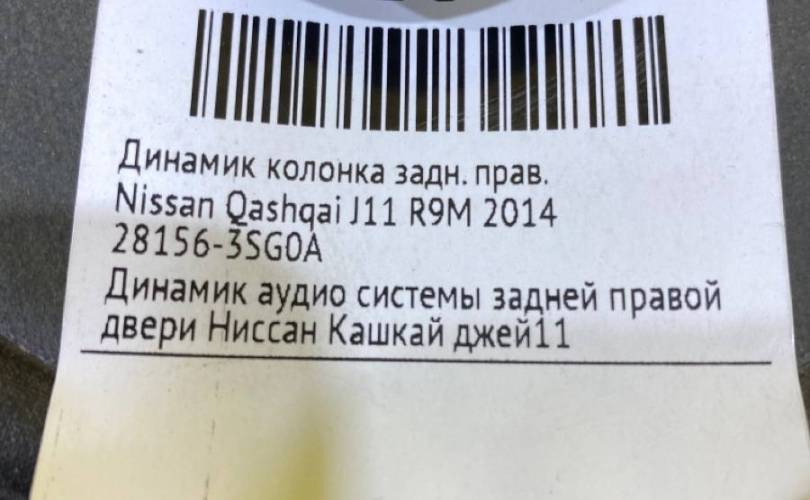 Динамик колонка задн. прав.
Nissan Qashqai J11 R9M 2014
28156-3SG0A
Динамик аудио системы задней правой
двери Ниссан Кашкай джей11